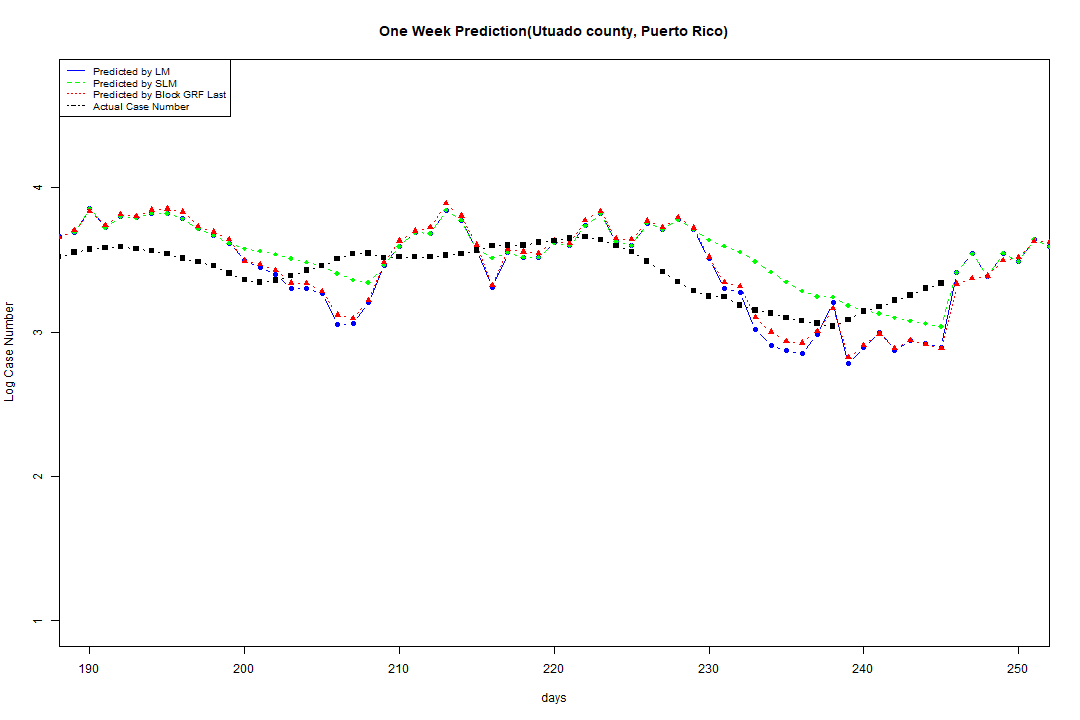 One Week Prediction(Utuado county, Puerto Rico)
Predicted by LM
Predicted by SLM
Predicted by Block GRF Last
Actual Case Number
4
3
2
1
Log Case Number
190 200 210 220 230 240 250
days